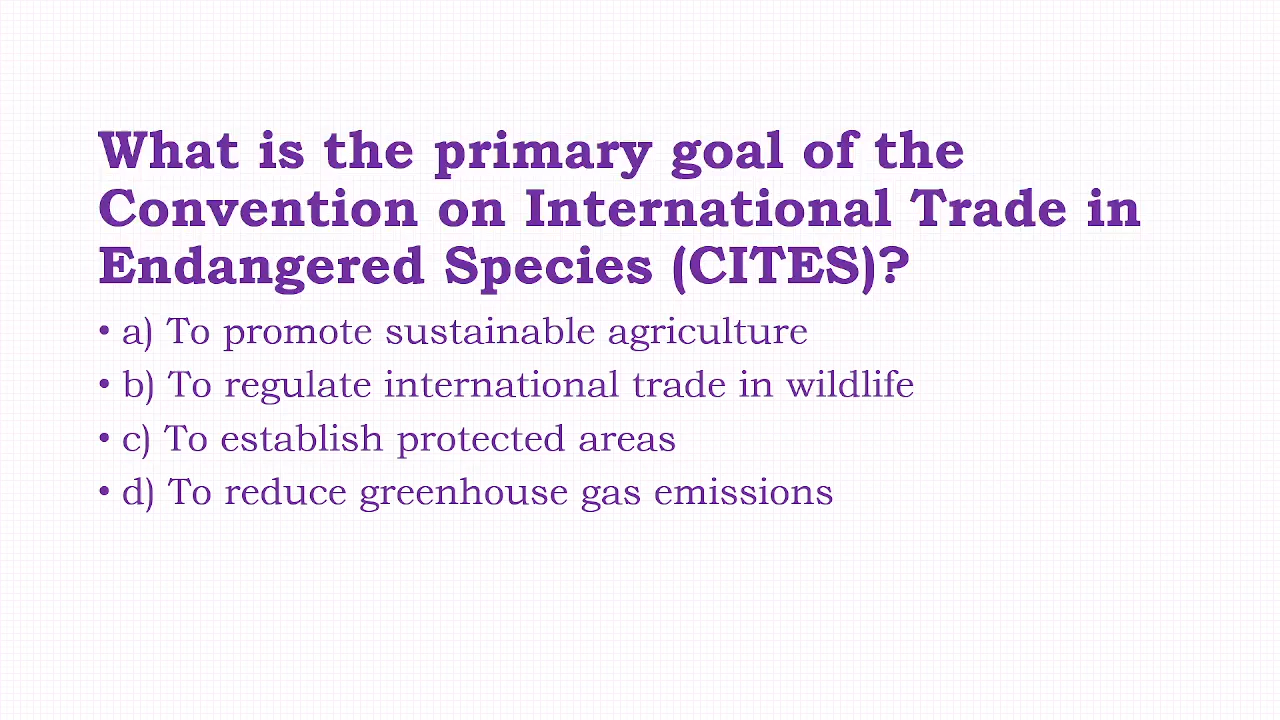 What is the primary goal of the
Convention on International Trade in
Endangered Species (CITES)?
• a) To promote sustainable agriculture
• b) To regulate international trade in wildlife
• c) To establish protected areas
• d) To reduce greenhouse gas emissions